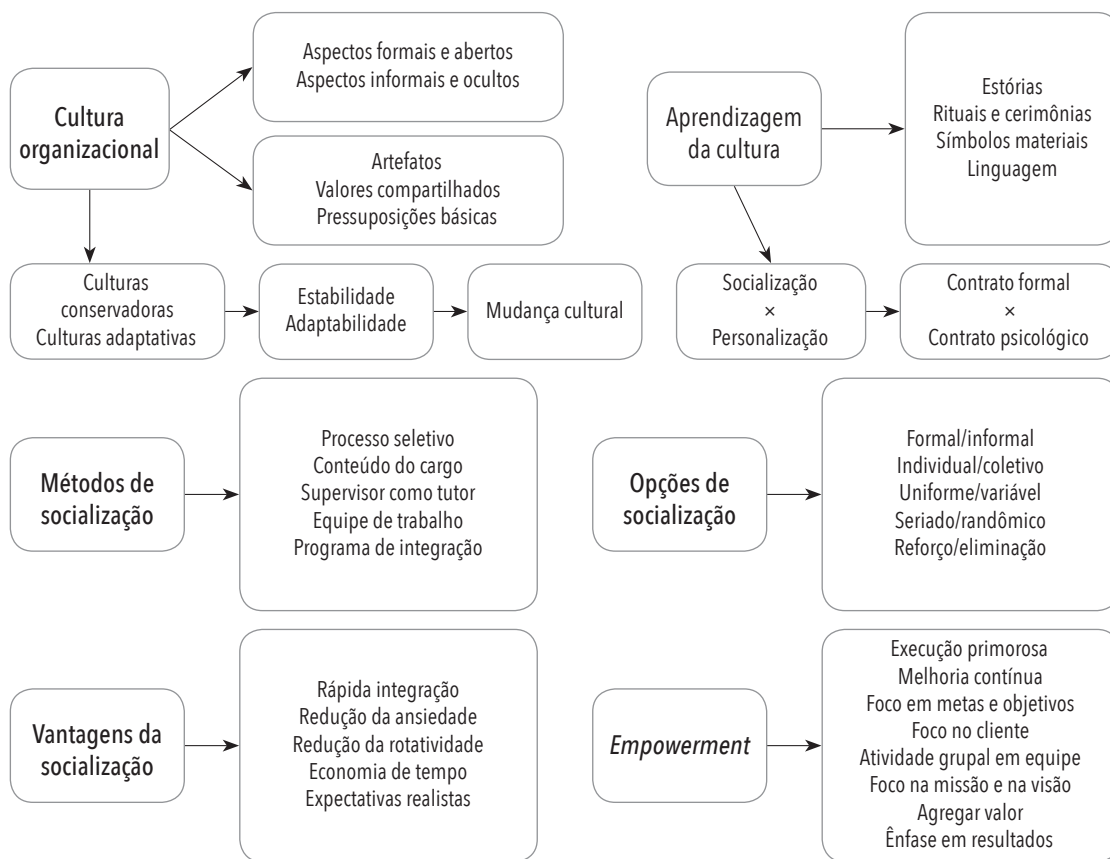 Cultura
organizacional
Aspectos formais e abertos
Aspectos informais e ocultos
Artefatos
Valores compartilhados
Pressuposições básicas
Culturas
conservadoras
Culturas adaptativas
Estabilidade
Adaptabilidade
Mudança cultural
Aprendizagem
da cultura
Estórias
Rituais e cerimônias
Símbolos materiais
Linguagem
Socialização
×
Personalização
Contrato formal
×
Contrato psicológico
Métodos de
socialização
Processo seletivo
Conteúdo do cargo
Supervisor como tutor
Equipe de trabalho
Programa de integração
Opções de
socialização
Formal/informal
Individual/coletivo
Uniforme/variável
Seriado/randômico
Reforço/eliminação
Vantagens da
socialização
Rápida integração
Redução da ansiedade
Redução da rotatividade
Economia de tempo
Expectativas realistas
Empowerment
Execução primorosa
Melhoria contínua
Foco em metas e objetivos
Foco no cliente
Atividade grupal em equipe
Foco na missão e na visão
Agregar valor
Ênfase em resultados